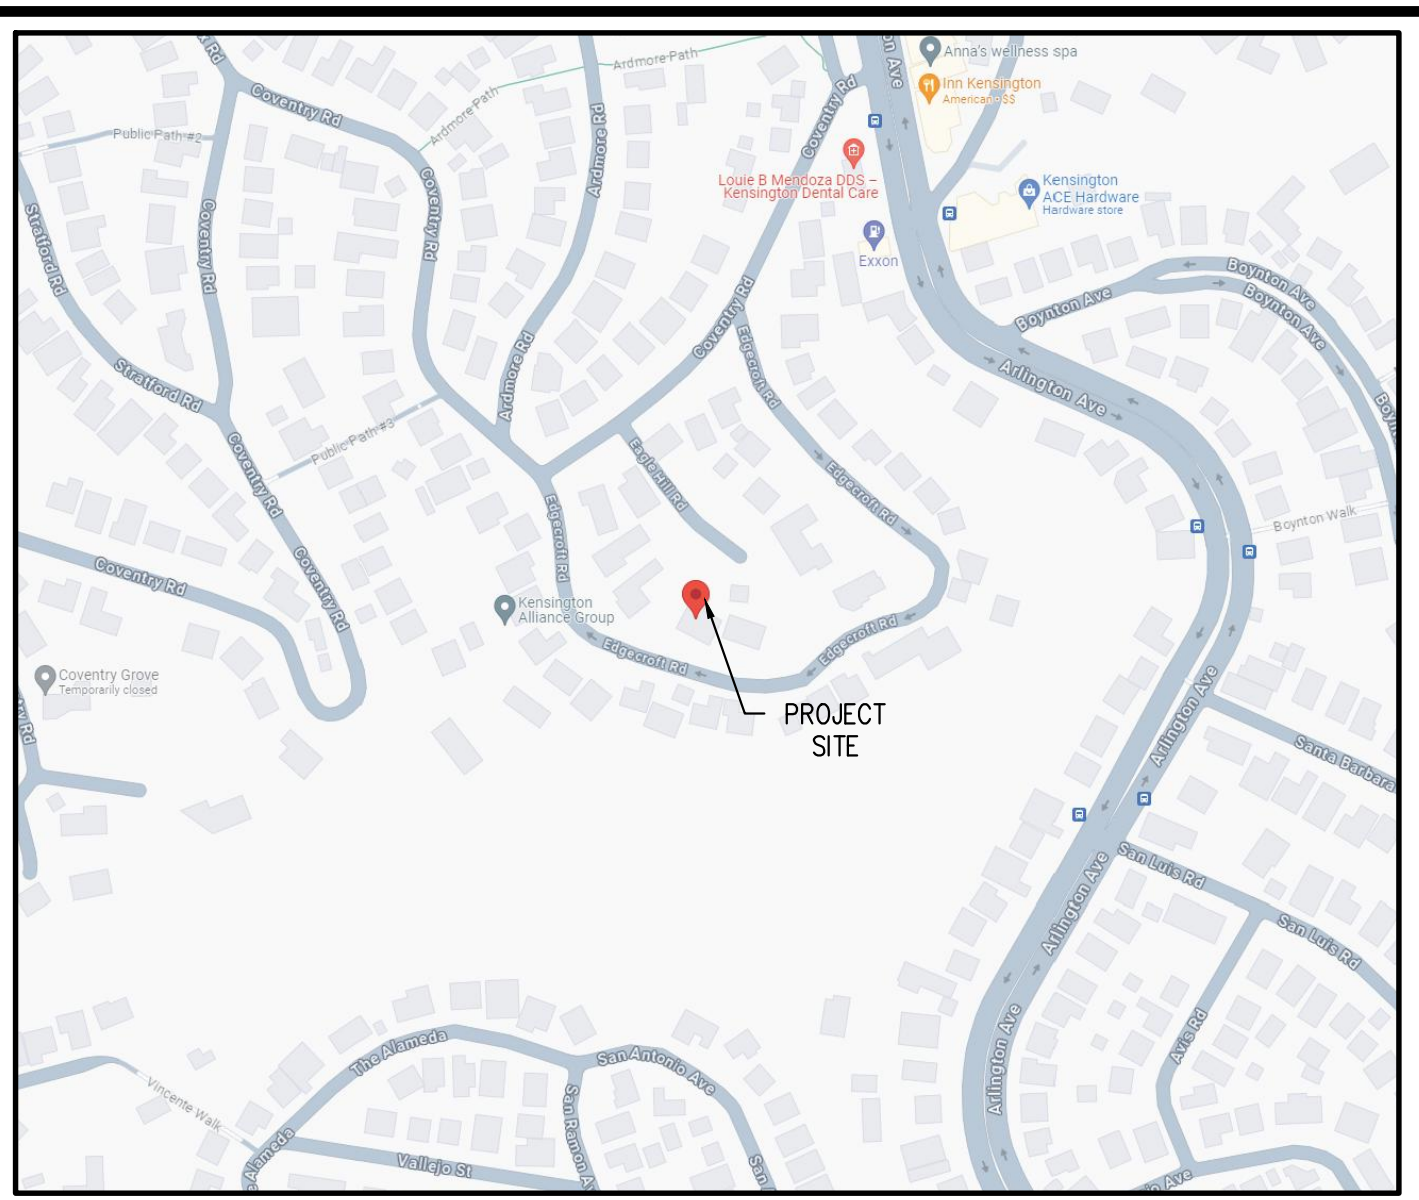 Anna's wellness spa
Inn Kensington
American · $$
Ardmore Path
Coventry Rd
Ardmore Path
Public Path #2
Ardmore Rd
Coventry Rd
Louie B Mendoza DDS –
Kensington Dental Care
Kensington
ACE Hardware
Hardware store
Coventry Rd
Coventry Rd
Stratford Rd
Exxon
Boynton Ave
Boynton Ave
Boynton Ave
Coventry Rd
Edgecroft Rd
Ardmore Rd
Stratford Rd
Arlington Ave
Public Path #3
Coventry Rd
Eagle Hill Rd
Edgecroft Rd
Edgecroft Rd
Boynton Walk
Coventry Rd
Coventry Rd
Kensington
Alliance Group
Edgecroft Rd
Edgecroft Rd
Coventry Grove
Temporarily closed
PROJECT
SITE
Arlington Ave
Santa Barbara
San Luis Rd
Arlington Ave
San Luis Rd
Avis Rd
Arlington Ave
The Alameda
San Antonio Ave
Vincente Walk
San Ramon A
Alameda
Vallejo St
San